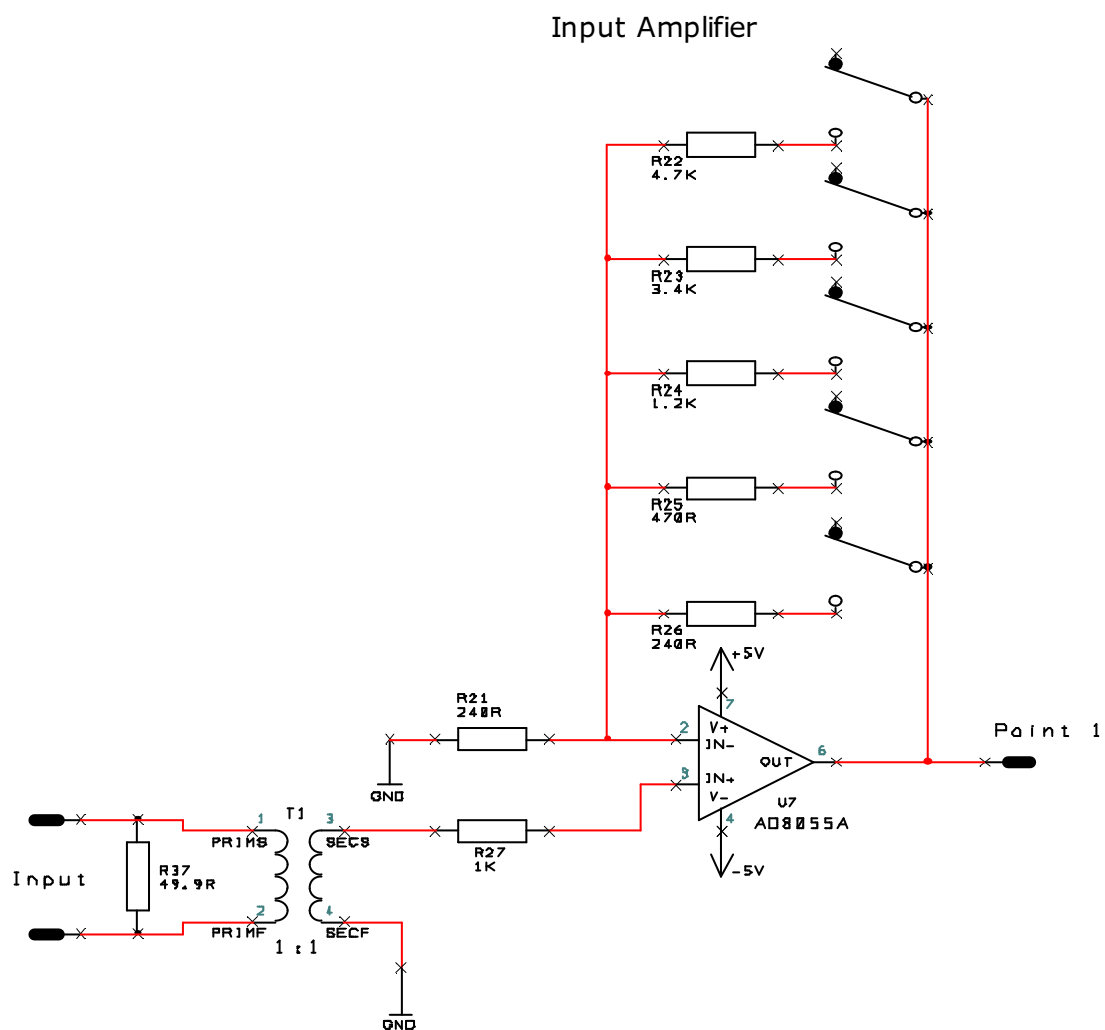 Input Amplifier
R22
4.7K
R23
3.4K
R24
1.2K
R25
470R
R26
240R
+5V
7
R21
240R
2
V+
IN-
OUT
6
Point 1
GND
3
IN+
V-
U7
AD8055A
4
-5V
T1
1
3
PRIMS
SECS
R27
1K
Input
R37
49.9R
2
4
PRIMF
SECF
1:1
GND